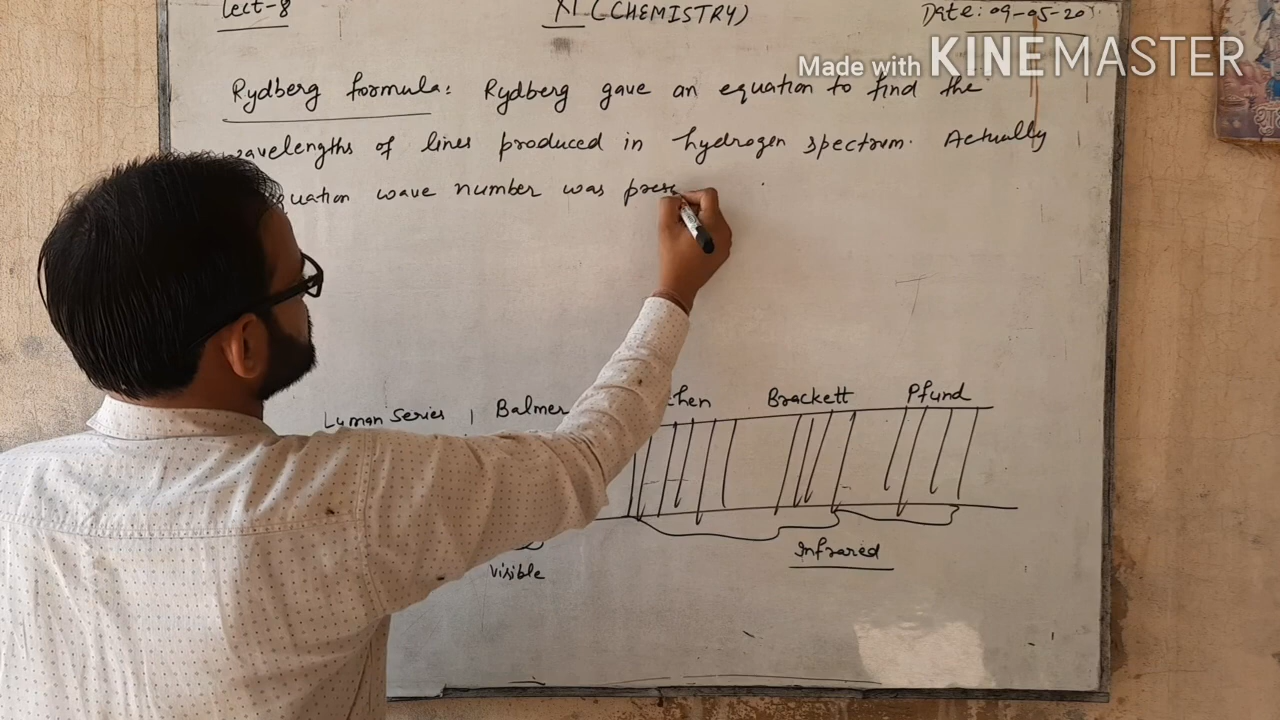 Lect-8 XI (CHEMISTRY) Date: 09-05-20
Made with KINEMASTER
Rydberg formula: Rydberg gave an equation to find the
wavelengths of lines produced in hydrogen spectrum. Actually
quation wave number was pres
Lyman Series Balmer chen Brackett Pfund
Infrared
Visible